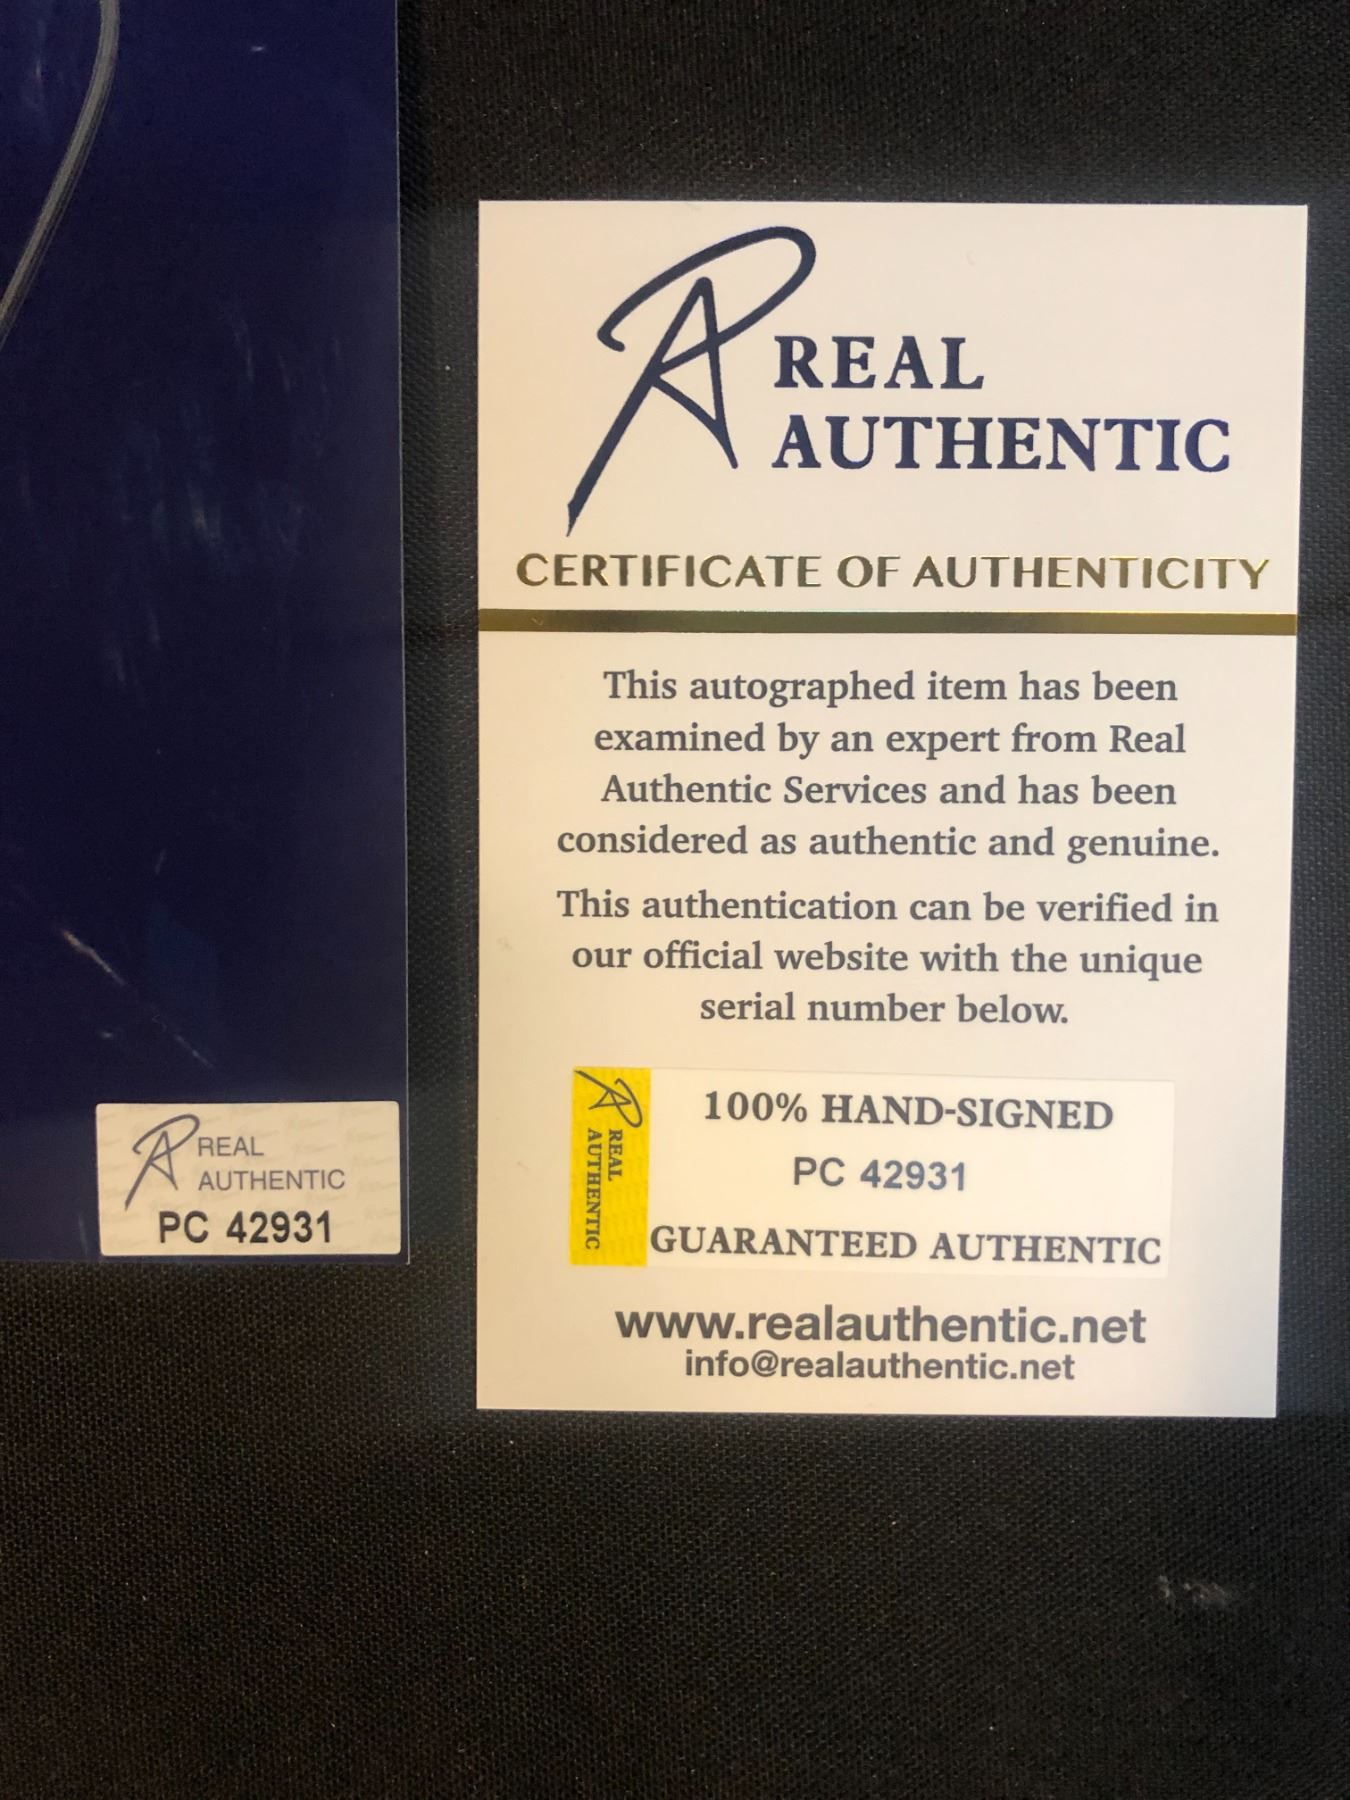 REAL
AUTHENTIC
CERTIFICATE OF AUTHENTICITY
This autographed item has been
examined by an expert from Real
Authentic Services and has been
considered as authentic and genuine.
This authentication can be verified in
our official website with the unique
serial number below.
REAL
AUTHENTIC
100% HAND-SIGNED
PC 42931
GUARANTEED AUTHENTIC
www.realauthentic.net
info@realauthentic.net
REAL
AUTHENTIC
PC 42931